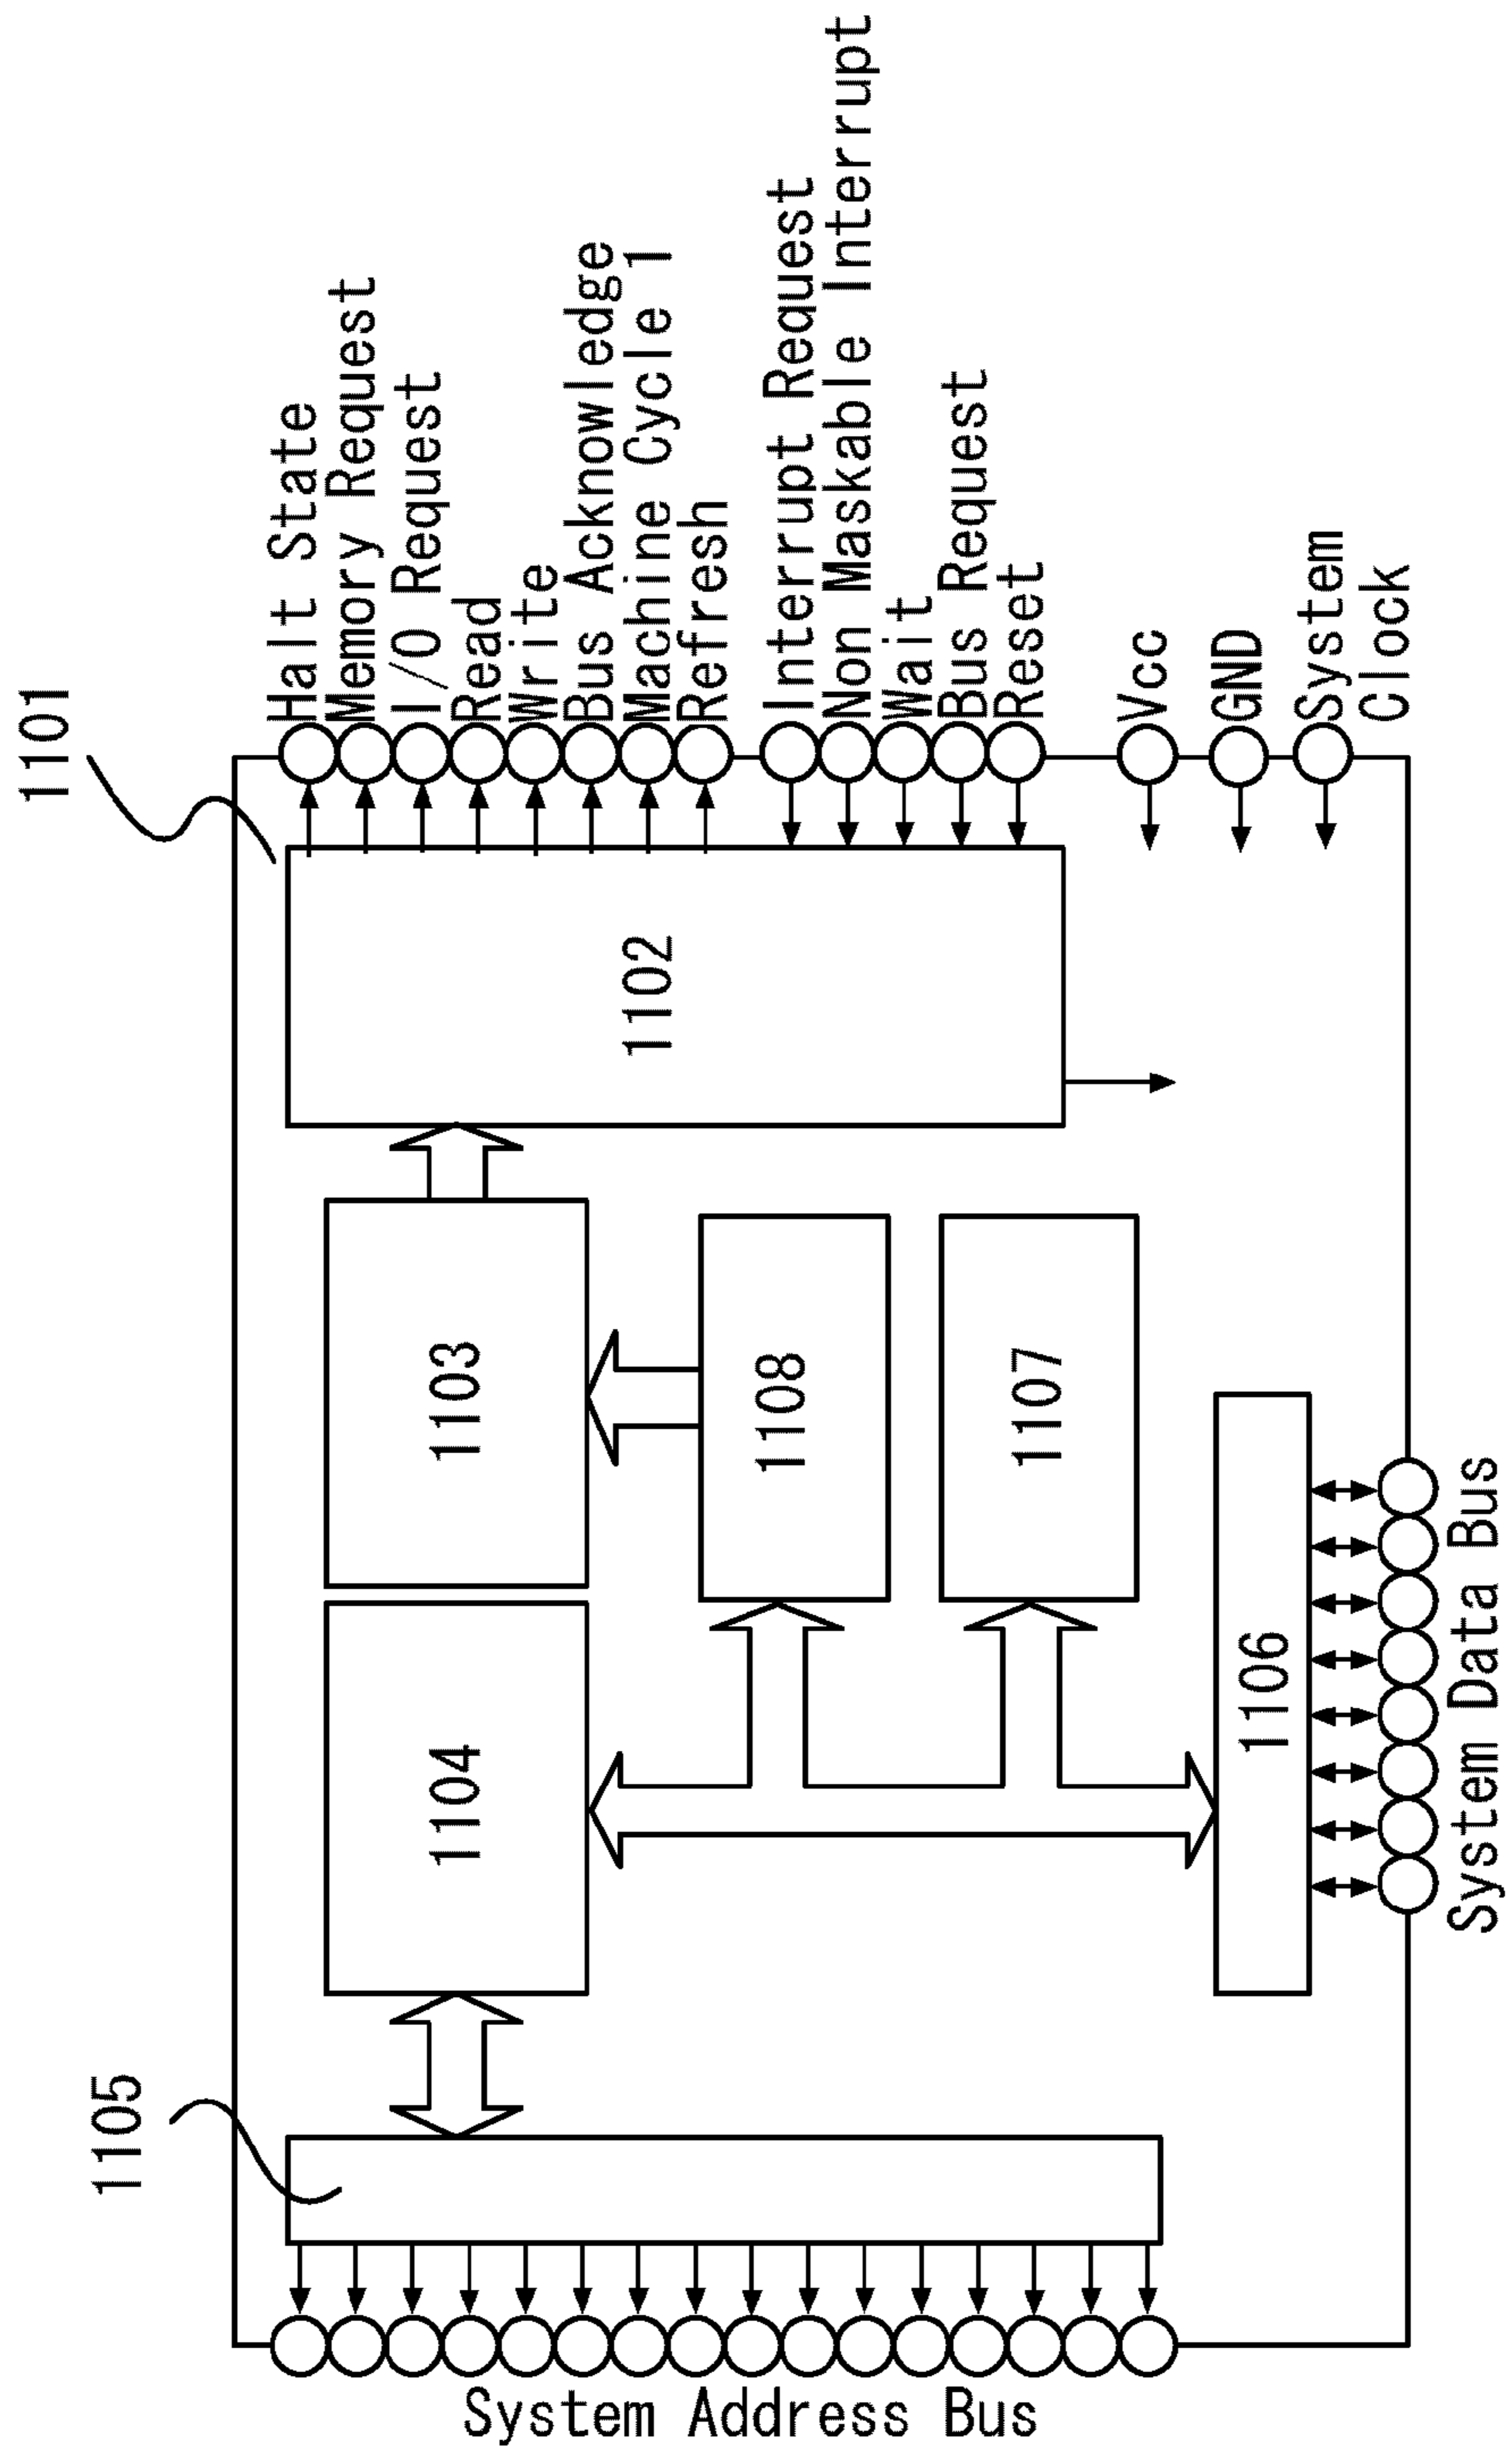 1101
Halt State
Memory Request
I/O Request
Read
Write
Bus Acknowledge
Machine Cycle 1
Refresh
Interrupt Request
Non Maskable Interrupt
Wait
Bus Request
Reset
Vcc
GND
System
Clock
1102
1103
1108
1107
1104
1106
1105
System Data Bus
System Address Bus